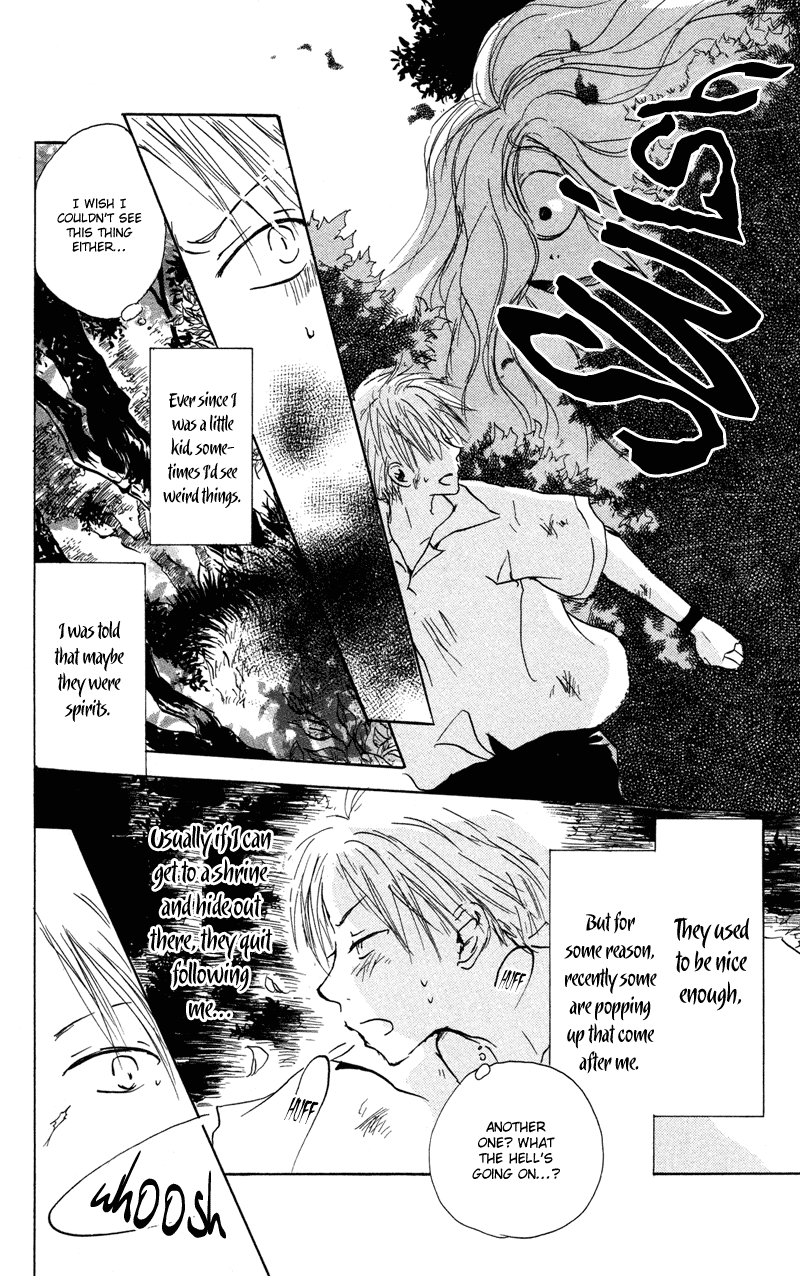 SWISH
I WISH I
COULDN'T SEE
THIS THING
EITHER...
Ever since I
was a little
kid, some-
times I'd see
weird things.
I was told
that maybe
they were
spirits.
They used
to be nice
enough.
But for
some reason,
recently some
are popping
up that come
after me.
HUFF
Usually if I can
get to a shrine
and hide out
there, they quit
following
me...
HUFF
ANOTHER
ONE? WHAT
THE HELL'S
GOING ON...?
WHOOSH